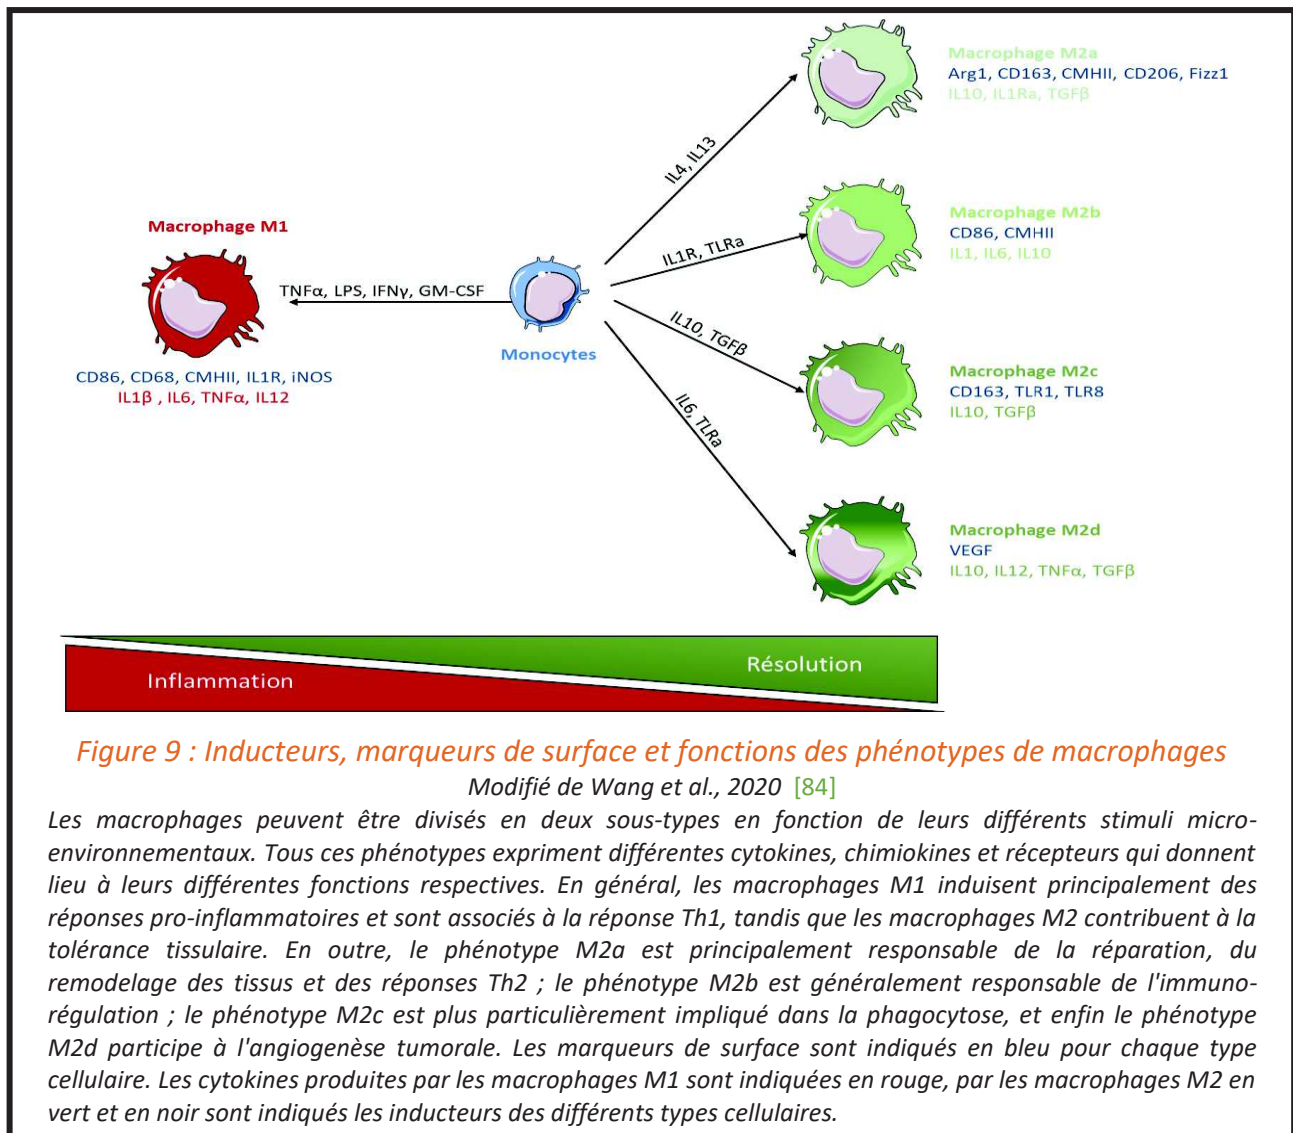 Macrophage M2a
Arg1, CD163, CMHII, CD206, Fizz1
IL10, IL1Ra, TGFβ
IL4, IL13
Macrophage M2b
CD86, CMHII
IL1, IL6, IL10
IL1R, TLRa
Macrophage M1
TNFα, LPS, IFNγ, GM-CSF
Monocytes
CD86, CD68, CMHII, IL1R, iNOS
IL1β , IL6, TNFα, IL12
IL10, TGFβ
Macrophage M2c
CD163, TLR1, TLR8
IL10, TGFβ
IL6, TLRa
Macrophage M2d
VEGF
IL10, IL12, TNFα, TGFβ
Résolution
Inflammation
Figure 9 : Inducteurs, marqueurs de surface et fonctions des phénotypes de macrophages
Modifié de Wang et al., 2020 [84]
Les macrophages peuvent être divisés en deux sous-types en fonction de leurs différents stimuli micro-
environnementaux. Tous ces phénotypes expriment différentes cytokines, chimiokines et récepteurs qui donnent
lieu à leurs différentes fonctions respectives. En général, les macrophages M1 induisent principalement des
réponses pro-inflammatoires et sont associés à la réponse Th1, tandis que les macrophages M2 contribuent à la
tolérance tissulaire. En outre, le phénotype M2a est principalement responsable de la réparation, du
remodelage des tissus et des réponses Th2 ; le phénotype M2b est généralement responsable de l'immuno-
régulation ; le phénotype M2c est plus particulièrement impliqué dans la phagocytose, et enfin le phénotype
M2d participe à l'angiogenèse tumorale. Les marqueurs de surface sont indiqués en bleu pour chaque type
cellulaire. Les cytokines produites par les macrophages M1 sont indiquées en rouge, par les macrophages M2 en
vert et en noir sont indiqués les inducteurs des différents types cellulaires.